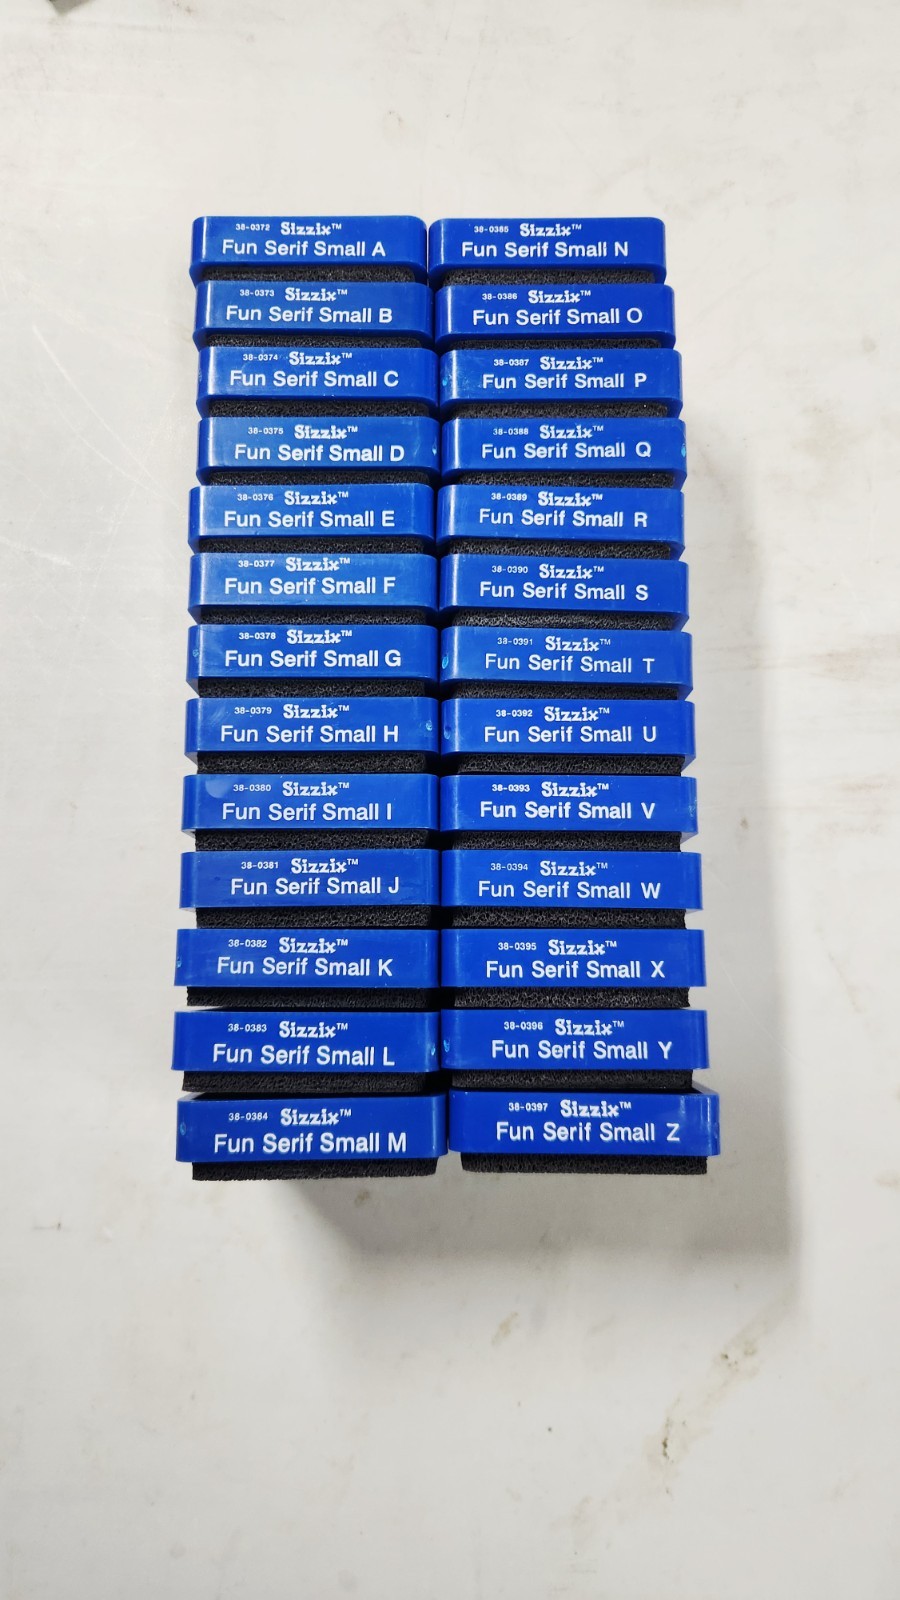 38-0372 Sizzix™
Fun Serif Small A
38-0373 Sizzix™
Fun Serif Small B
38-0374 Sizzix™
Fun Serif Small C
38-0375 Sizzix™
Fun Serif Small D
38-0376 Sizzix™
Fun Serif Small E
38-0377 Sizzix™
Fun Serif Small F
38-0378 Sizzix™
Fun Serif Small G
38-0379 Sizzix™
Fun Serif Small H
38-0380 Sizzix™
Fun Serif Small I
38-0381 Sizzix™
Fun Serif Small J
38-0382 Sizzix™
Fun Serif Small K
38-0383 Sizzix™
Fun Serif Small L
38-0384 Sizzix™
Fun Serif Small M
38-0385 Sizzix™
Fun Serif Small N
38-0386 Sizzix™
Fun Serif Small O
38-0387 Sizzix™
Fun Serif Small P
38-0388 Sizzix™
Fun Serif Small Q
38-0389 Sizzix™
Fun Serif Small R
38-0390 Sizzix™
Fun Serif Small S
38-0391 Sizzix™
Fun Serif Small T
38-0392 Sizzix™
Fun Serif Small U
38-0393 Sizzix™
Fun Serif Small V
38-0394 Sizzix™
Fun Serif Small W
38-0395 Sizzix™
Fun Serif Small X
38-0396 Sizzix™
Fun Serif Small Y
38-0397 Sizzix™
Fun Serif Small Z